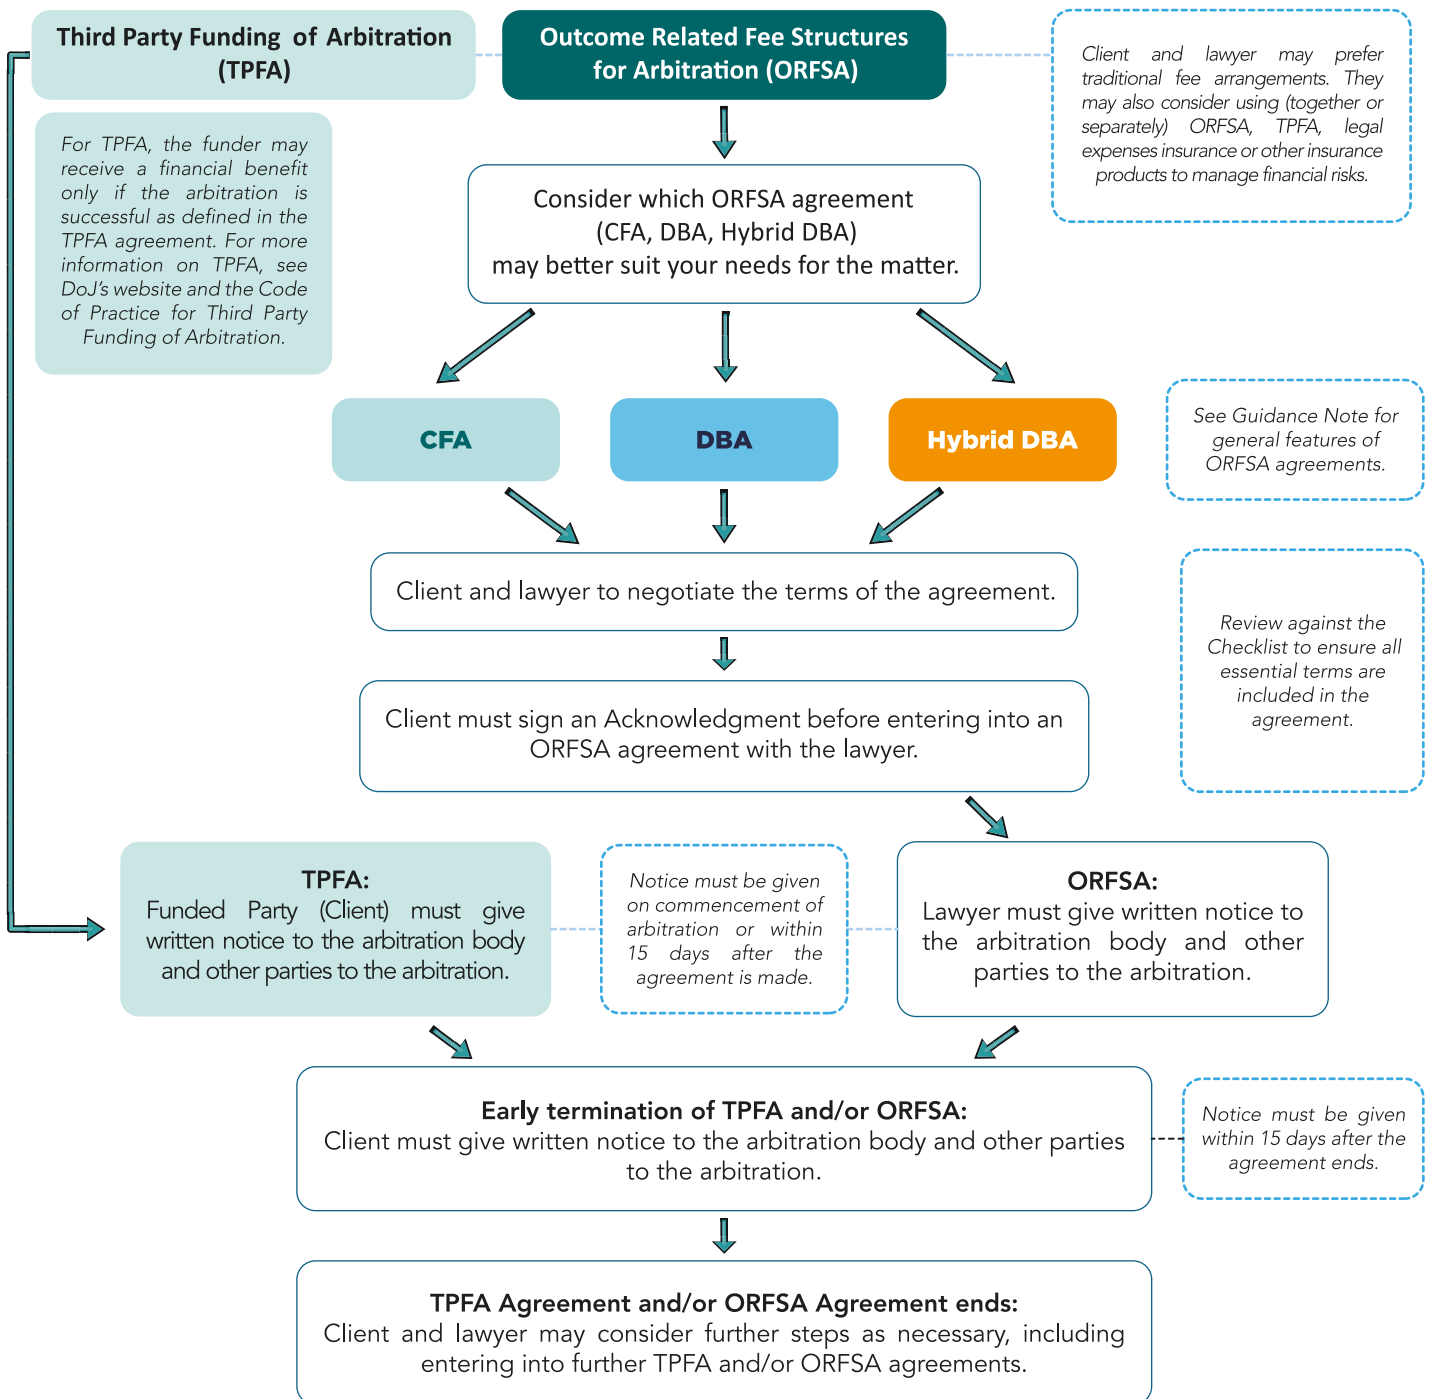 Third Party Funding of Arbitration
(TPFA)
Outcome Related Fee Structures
for Arbitration (ORFSA)
Client and lawyer may prefer
traditional fee arrangements. They
may also consider using (together or
separately) ORFSA, TPFA, legal
expenses insurance or other insurance
products to manage financial risks.
For TPFA, the funder may
receive a financial benefit
only if the arbitration is
successful as defined in the
TPFA agreement. For more
information on TPFA, see
DoJ's website and the Code
of Practice for Third Party
Funding of Arbitration.
Consider which ORFSA agreement
(CFA, DBA, Hybrid DBA)
may better suit your needs for the matter.
CFA
DBA
Hybrid DBA
See Guidance Note for
general features of
ORFSA agreements.
Client and lawyer to negotiate the terms of the agreement.
Review against the
Checklist to ensure all
essential terms are
included in the
agreement.
Client must sign an Acknowledgment before entering into an
ORFSA agreement with the lawyer.
TPFA:
Funded Party (Client) must give
written notice to the arbitration body
and other parties to the arbitration.
Notice must be given
on commencement of
arbitration or within
15 days after the
agreement is made.
ORFSA:
Lawyer must give written notice to
the arbitration body and other
parties to the arbitration.
Early termination of TPFA and/or ORFSA:
Client must give written notice to the arbitration body and other parties
to the arbitration.
Notice must be given
within 15 days after the
agreement ends.
TPFA Agreement and/or ORFSA Agreement ends:
Client and lawyer may consider further steps as necessary, including
entering into further TPFA and/or ORFSA agreements.